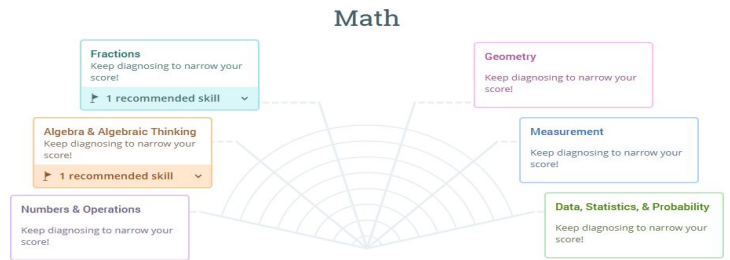 Math
Fractions
Keep diagnosing to narrow your
score!
1 recommended skill
Algebra & Algebraic Thinking
Keep diagnosing to narrow your
score!
1 recommended skill
Numbers & Operations
Keep diagnosing to narrow your
score!
Geometry
Keep diagnosing to narrow your
score!
Measurement
Keep diagnosing to narrow your
score!
Data, Statistics, & Probability
Keep diagnosing to narrow your
score!